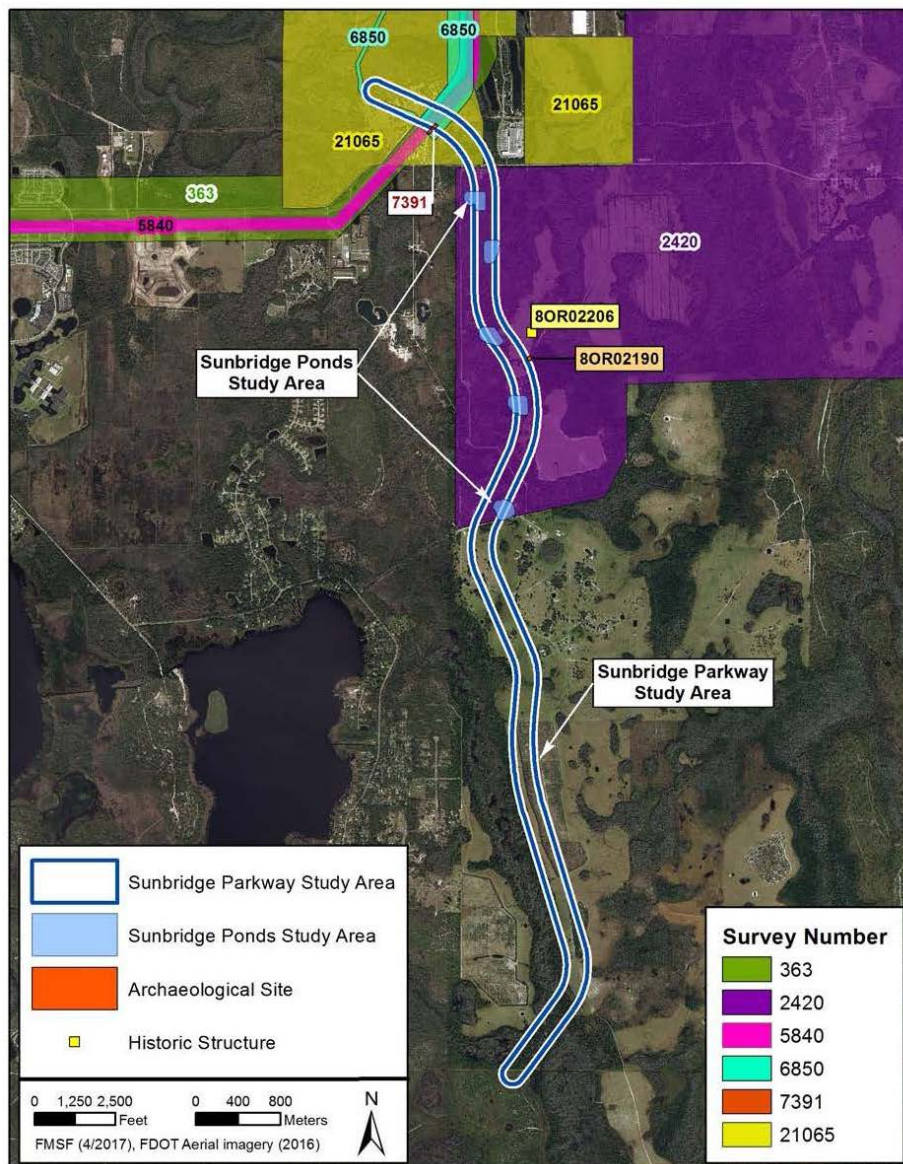 6850
6850
21065
21065
363
7391
5840
2420
8OR02206
8OR02190
Sunbridge Ponds
Study Area
Sunbridge Parkway
Study Area
Sunbridge Parkway Study Area
Sunbridge Ponds Study Area
Archaeological Site
Historic Structure
0 1,250 2,500
Feet
0 400 800
Meters
N
FMSF (4/2017), FDOT Aerial imagery (2016)
Survey Number
363
2420
5840
6850
7391
21065